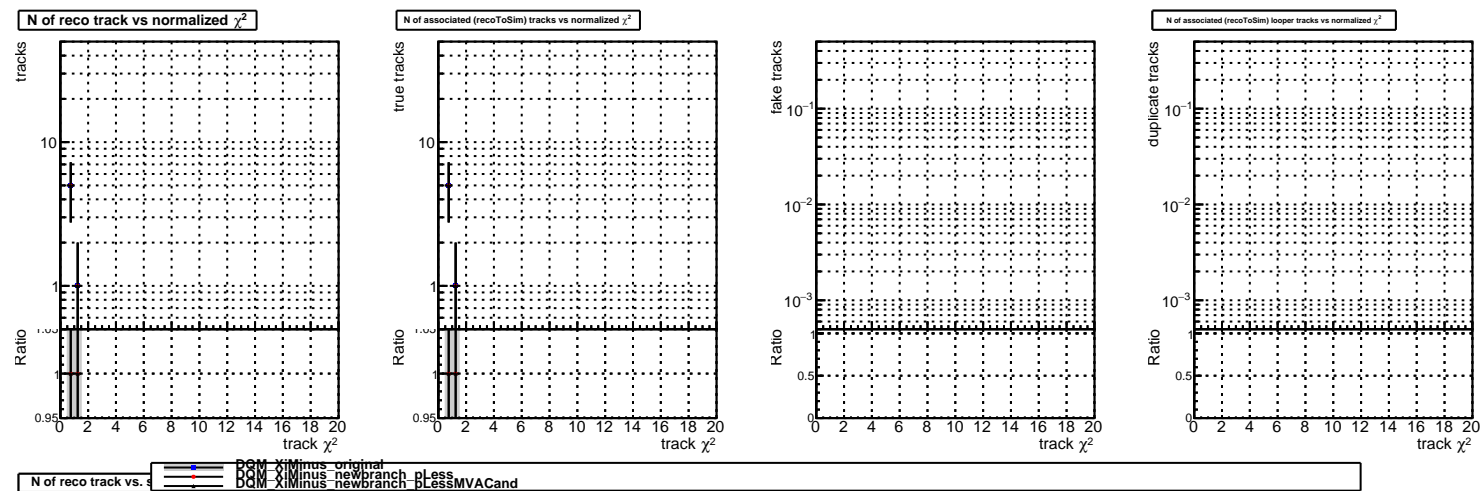 N of reco track vs normalized χ²
N of associated (recoToSim) tracks vs normalized χ²
N of associated (recoToSim) looper tracks vs normalized χ²
tracks
10
1
Ratio
1.05
1
0.95
0 2 4 6 8 10 12 14 16 18 20
track χ²
true tracks
10
1
Ratio
1.05
1
0.95
0 2 4 6 8 10 12 14 16 18 20
track χ²
fake tracks
10⁻¹
10⁻²
10⁻³
Ratio
1
0.5
0
0 2 4 6 8 10 12 14 16 18 20
track χ²
duplicate tracks
10⁻¹
10⁻²
10⁻³
Ratio
1
0.5
0
0 2 4 6 8 10 12 14 16 18 20
track χ²
N of reco track vs. s
DQM_XiMinus_original
DQM_XiMinus_newbranch_pLess
DQM_XiMinus_newbranch_pLessMVACand